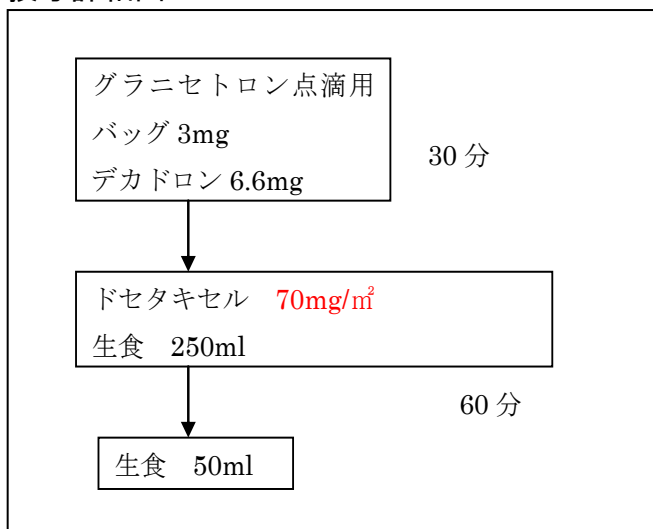 グラニセトロン点滴用
バッグ 3mg
デカドロン 6.6mg
30 分
ドセタキセル 70mg/㎡
生食 250ml
60 分
生食 50ml